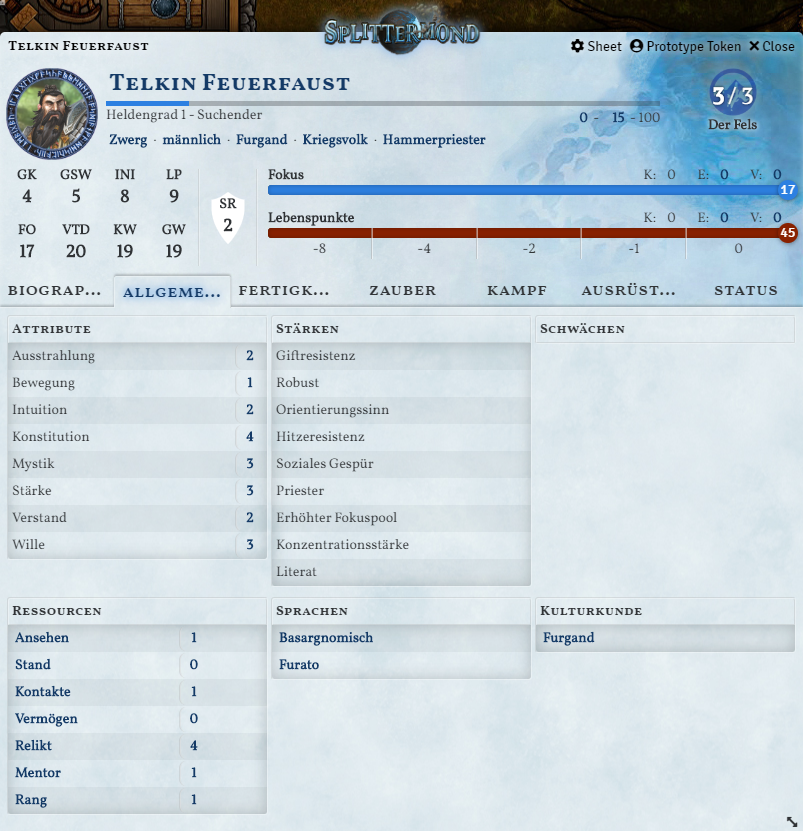 SPLITTERMOND
Telkin Feuerfaust
Sheet Prototype Token Close
Telkin Feuerfaust
Heldengrad 1 - Suchender 0 - 15 - 100
Zwerg · männlich · Furgand · Kriegsvolk · Hammerpriester
3 / 3
Der Fels
GK GSW INI LP
4 5 8 9
FO VTD KW GW
17 20 19 19
SR
2
Fokus K: 0 E: 0 V: 0
17
Lebenspunkte K: 0 E: 0 V: 0
45
-8 -4 -2 -1 0
Biograp... Allgeme... Fertigk... Zauber Kampf Ausrüst... Status
Attribute
Ausstrahlung 2
Bewegung 1
Intuition 2
Konstitution 4
Mystik 3
Stärke 3
Verstand 2
Wille 3
Stärken
Giftresistenz
Robust
Orientierungssinn
Hitzeresistenz
Soziales Gespür
Priester
Erhöhter Fokuspool
Konzentrationsstärke
Literat
Schwächen
Ressourcen
Ansehen 1
Stand 0
Kontakte 1
Vermögen 0
Relikt 4
Mentor 1
Rang 1
Sprachen
Basargnomisch
Furato
Kulturkunde
Furgand